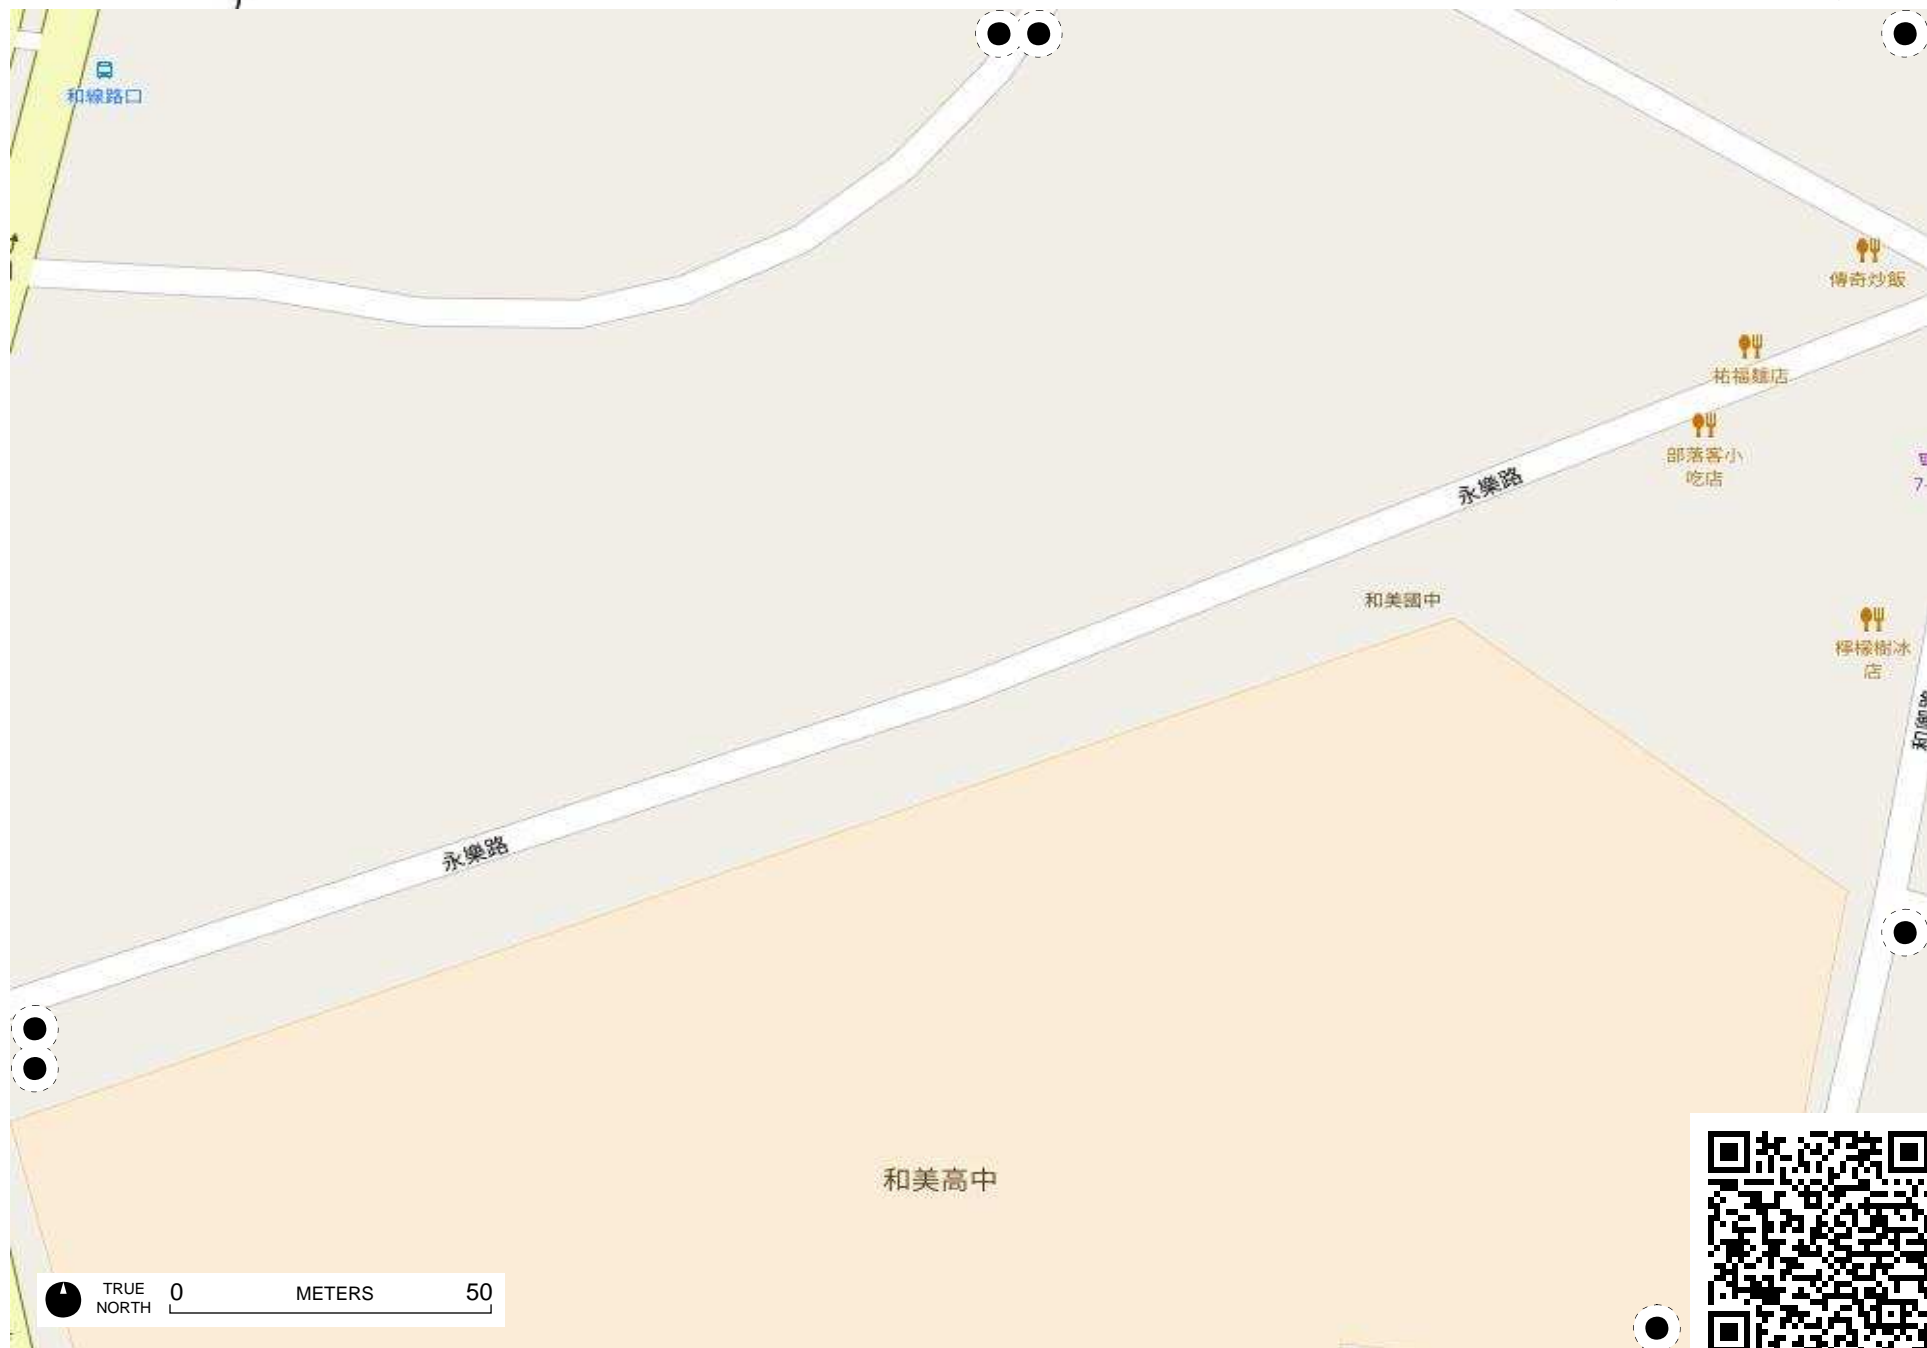 和線路口
傳奇炒飯
祐福麵店
部落客小
吃店
永樂路
和美國中
檸檬樹冰
店
永樂路
和美高中
TRUE
NORTH
0 METERS 50